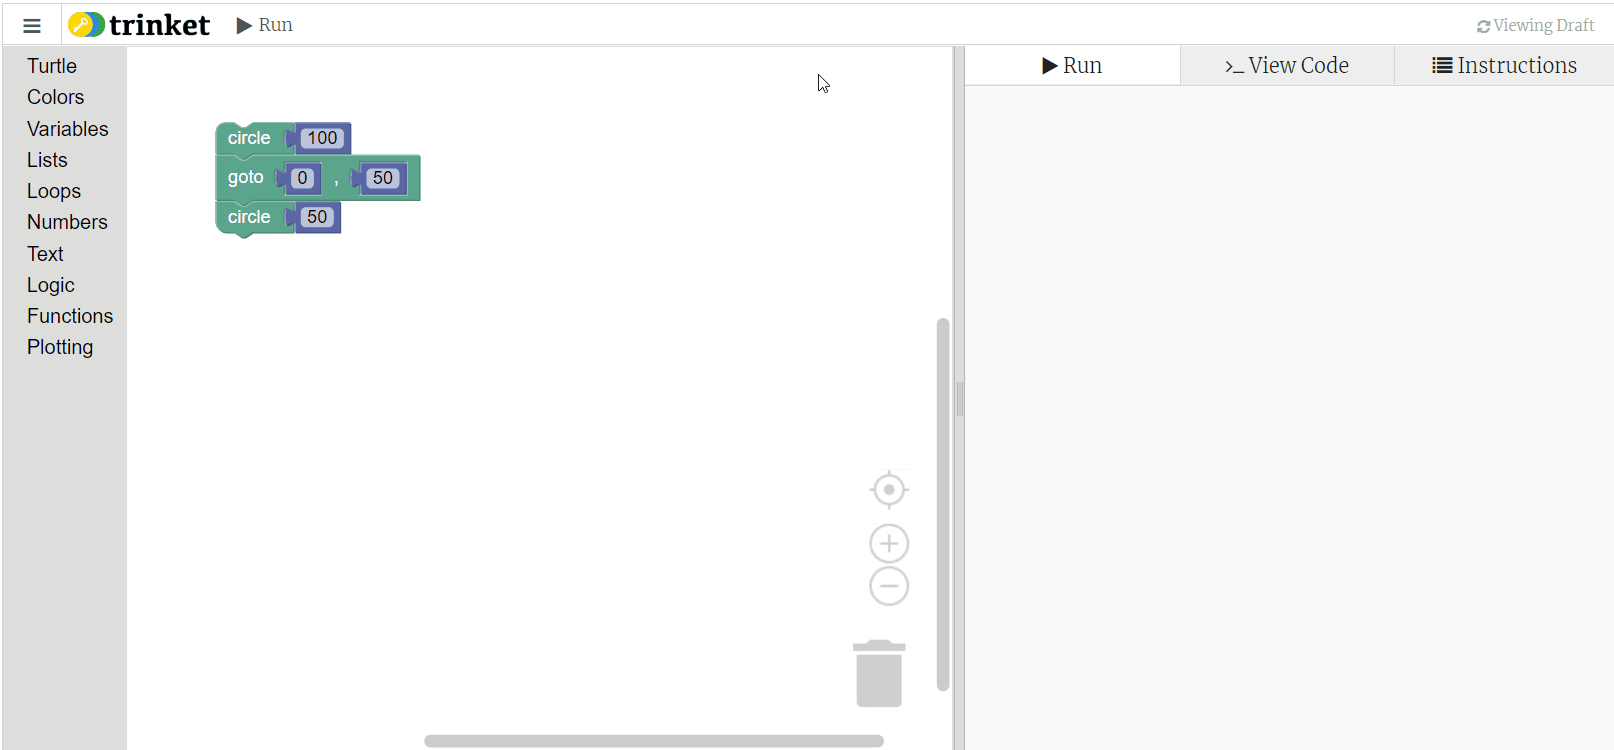 trinket Run Viewing Draft
Turtle
Colors
Variables
Lists
Loops
Numbers
Text
Logic
Functions
Plotting
circle 100
goto 0 , 50
circle 50
Run >_ View Code Instructions